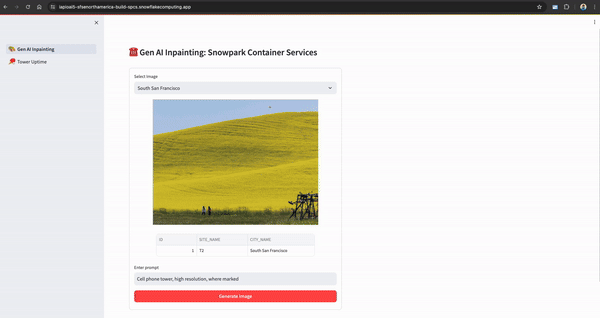 iapioai5-sfsenorthamerica-build-spcs.snowflakecomputing.app
Gen AI Inpainting
Tower Uptime
Gen AI Inpainting: Snowpark Container Services
Select Image
South San Francisco
ID SITE_NAME CITY_NAME
1 T2 South San Francisco
Enter prompt
Cell phone tower, high resolution, where marked
Generate Image